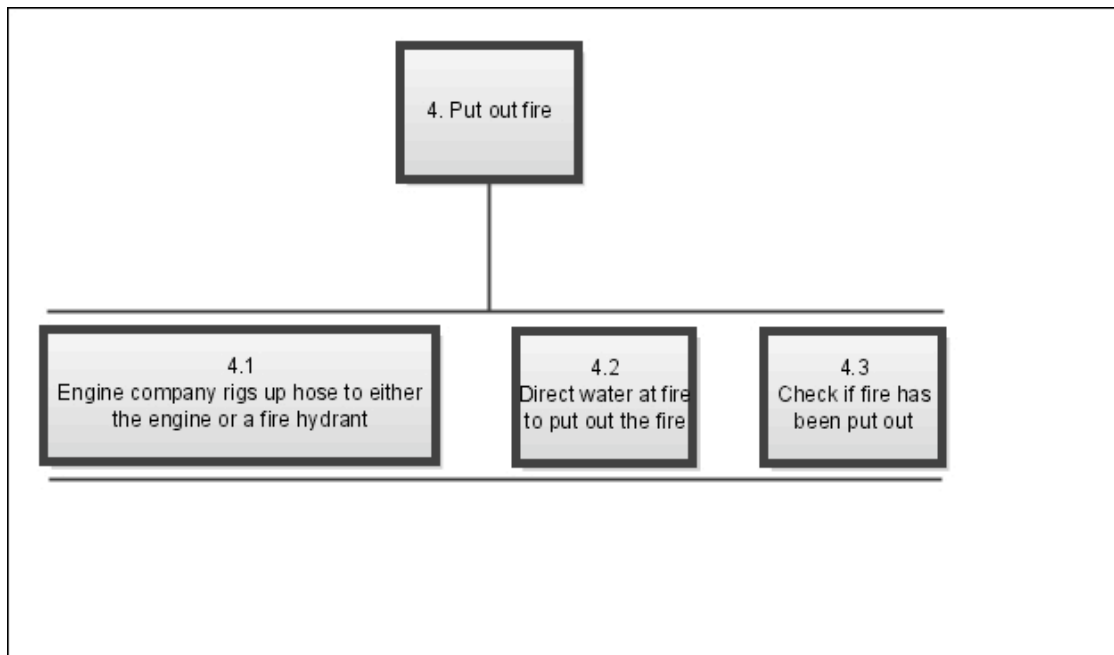 4. Put out fire
4.1
Engine company rigs up hose to either
the engine or a fire hydrant
4.2
Direct water at fire
to put out the fire
4.3
Check if fire has
been put out